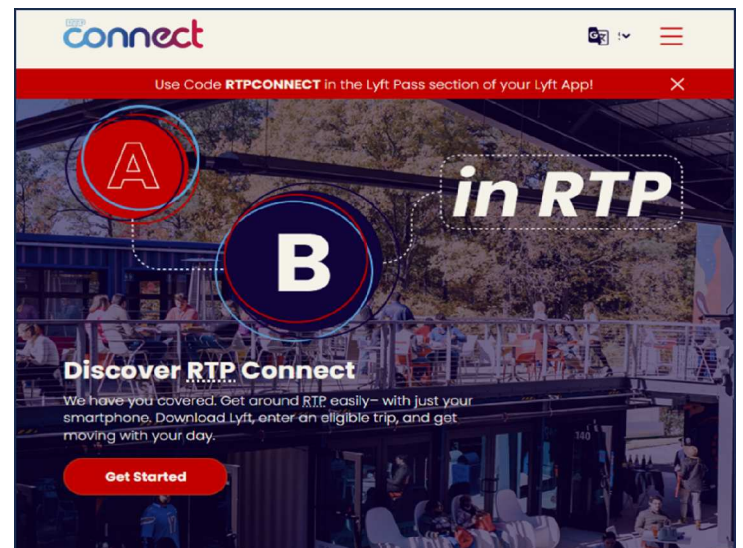 connect
Use Code RTPCONNECT in the Lyft Pass section of your Lyft App!
A
B
in RTP
Discover RTP Connect
We have you covered. Get around RTP easily– with just your
smartphone. Download Lyft, enter an eligible trip, and get
moving with your day.
Get Started
140